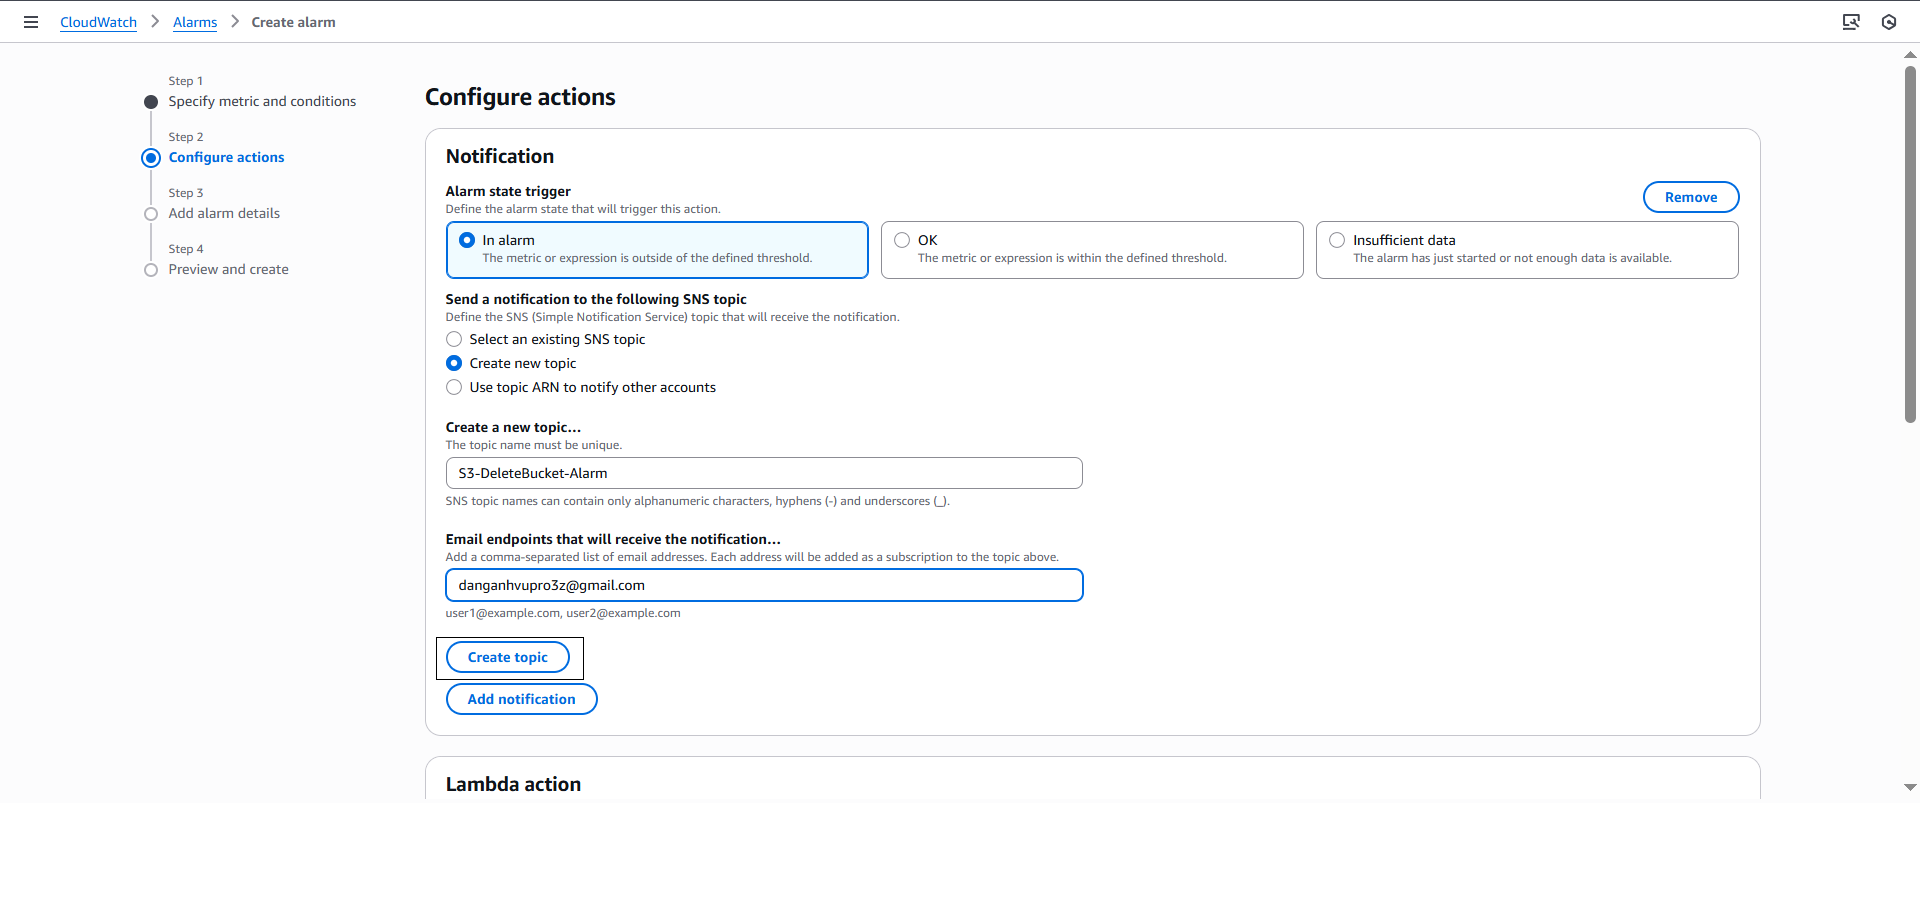 CloudWatch > Alarms > Create alarm
Step 1
Specify metric and conditions
Step 2
Configure actions
Step 3
Add alarm details
Step 4
Preview and create
Configure actions
Notification
Alarm state trigger
Define the alarm state that will trigger this action.
Remove
In alarm
The metric or expression is outside of the defined threshold.
OK
The metric or expression is within the defined threshold.
Insufficient data
The alarm has just started or not enough data is available.
Send a notification to the following SNS topic
Define the SNS (Simple Notification Service) topic that will receive the notification.
Select an existing SNS topic
Create new topic
Use topic ARN to notify other accounts
Create a new topic…
The topic name must be unique.
S3-DeleteBucket-Alarm
SNS topic names can contain only alphanumeric characters, hyphens (-) and underscores (_).
Email endpoints that will receive the notification…
Add a comma-separated list of email addresses. Each address will be added as a subscription to the topic above.
danganhvupro3z@gmail.com
user1@example.com, user2@example.com
Create topic
Add notification
Lambda action